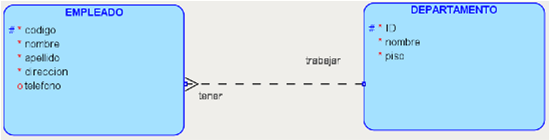 EMPLEADO
# * codigo
* nombre
* apellido
* direccion
o telefono
DEPARTAMENTO
# * ID
* nombre
* piso
trabajar
tener